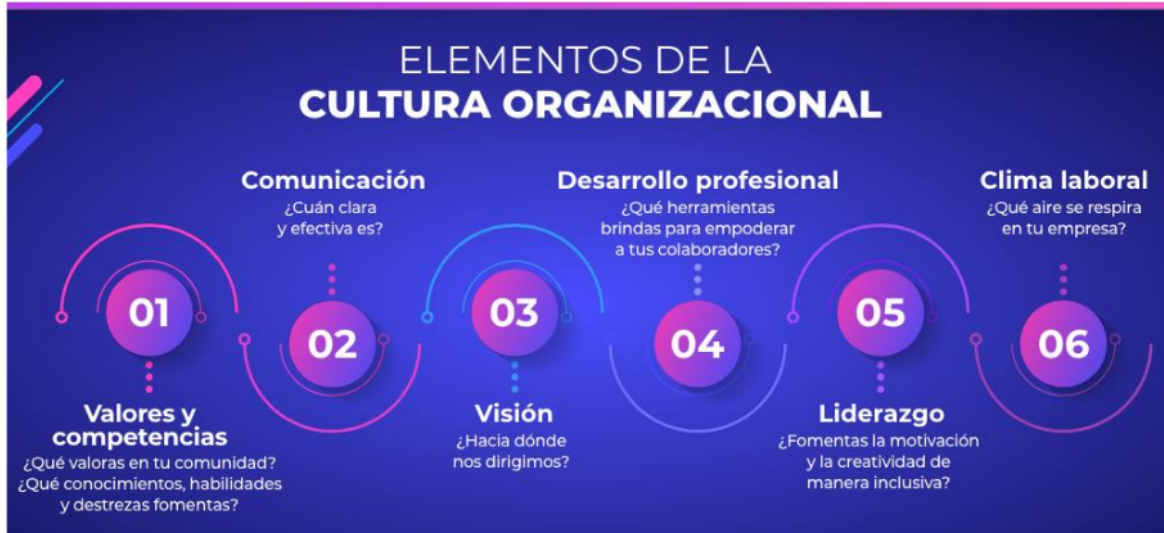 ELEMENTOS DE LA
CULTURA ORGANIZACIONAL
01
Valores y
competencias
¿Qué valoras en tu comunidad?
¿Qué conocimientos, habilidades
y destrezas fomentas?
Comunicación
¿Cuán clara
y efectiva es?
02
03
Visión
¿Hacia dónde
nos dirigimos?
Desarrollo profesional
¿Qué herramientas
brindas para empoderar
a tus colaboradores?
04
05
Liderazgo
¿Fomentas la motivación
y la creatividad de
manera inclusiva?
Clima laboral
¿Qué aire se respira
en tu empresa?
06